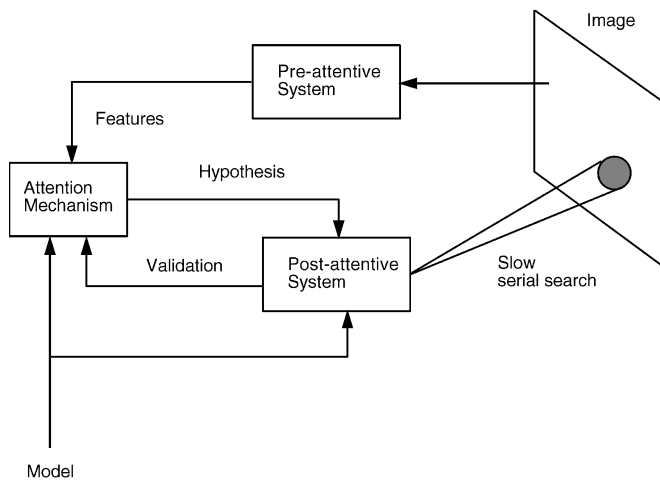 Image
Pre-attentive
System
Features
Hypothesis
Attention
Mechanism
Validation
Post-attentive
System
Slow
serial search
Model